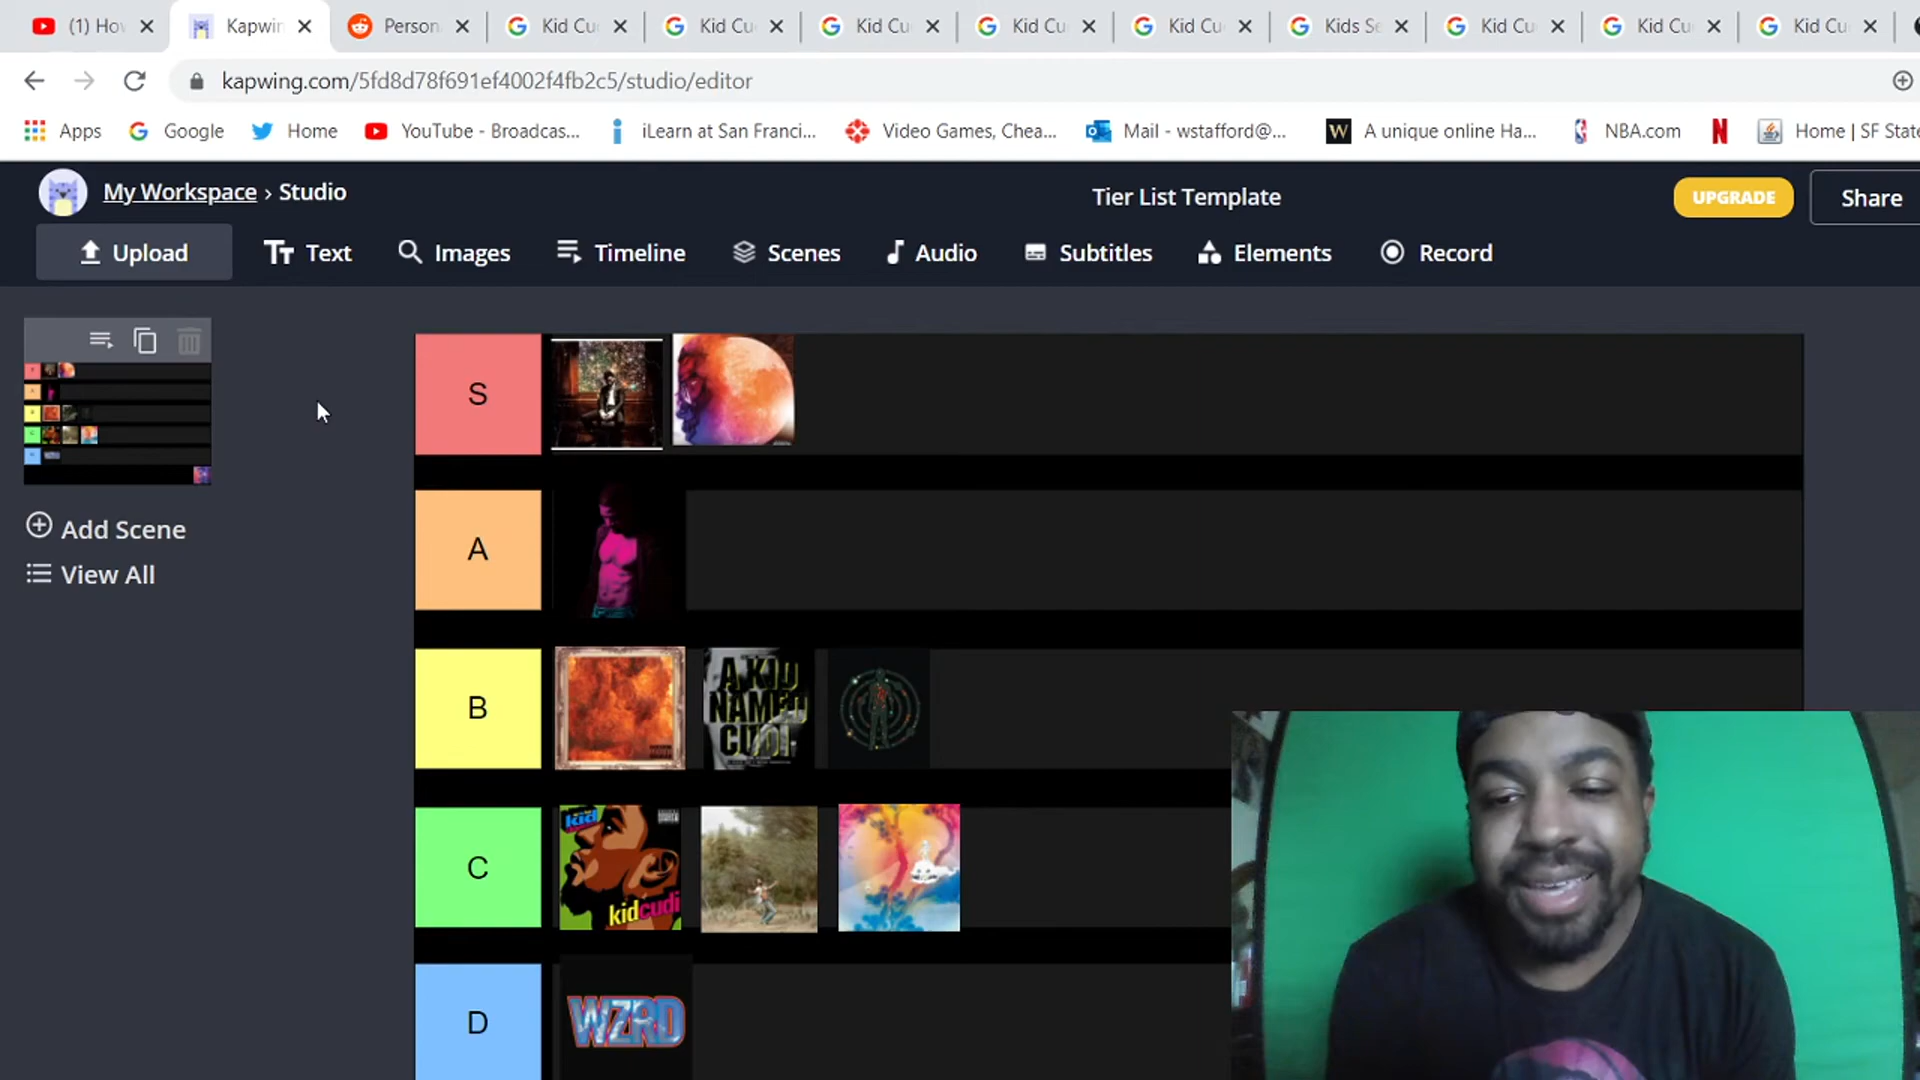 (1) Hov
Kapwin
Person
Kid Cu
Kid Cu
Kid Cu
Kid Cu
Kid Cu
Kids Se
Kid Cu
Kid Cu
Kid Cu
kapwing.com/5fd8d78f691ef4002f4fb2c5/studio/editor
Apps
Google
Home
YouTube - Broadcas...
iLearn at San Franci...
Video Games, Chea...
Mail - wstafford@...
W
A unique online Ha...
NBA.com
N
Home | SF State
My Workspace › Studio
Tier List Template
UPGRADE
Share
Upload
Text
Images
Timeline
Scenes
Audio
Subtitles
Elements
Record
Add Scene
View All
S
A
B
A KID
NAMED
CUDI
C
kid
kid cudi
D
WZRD